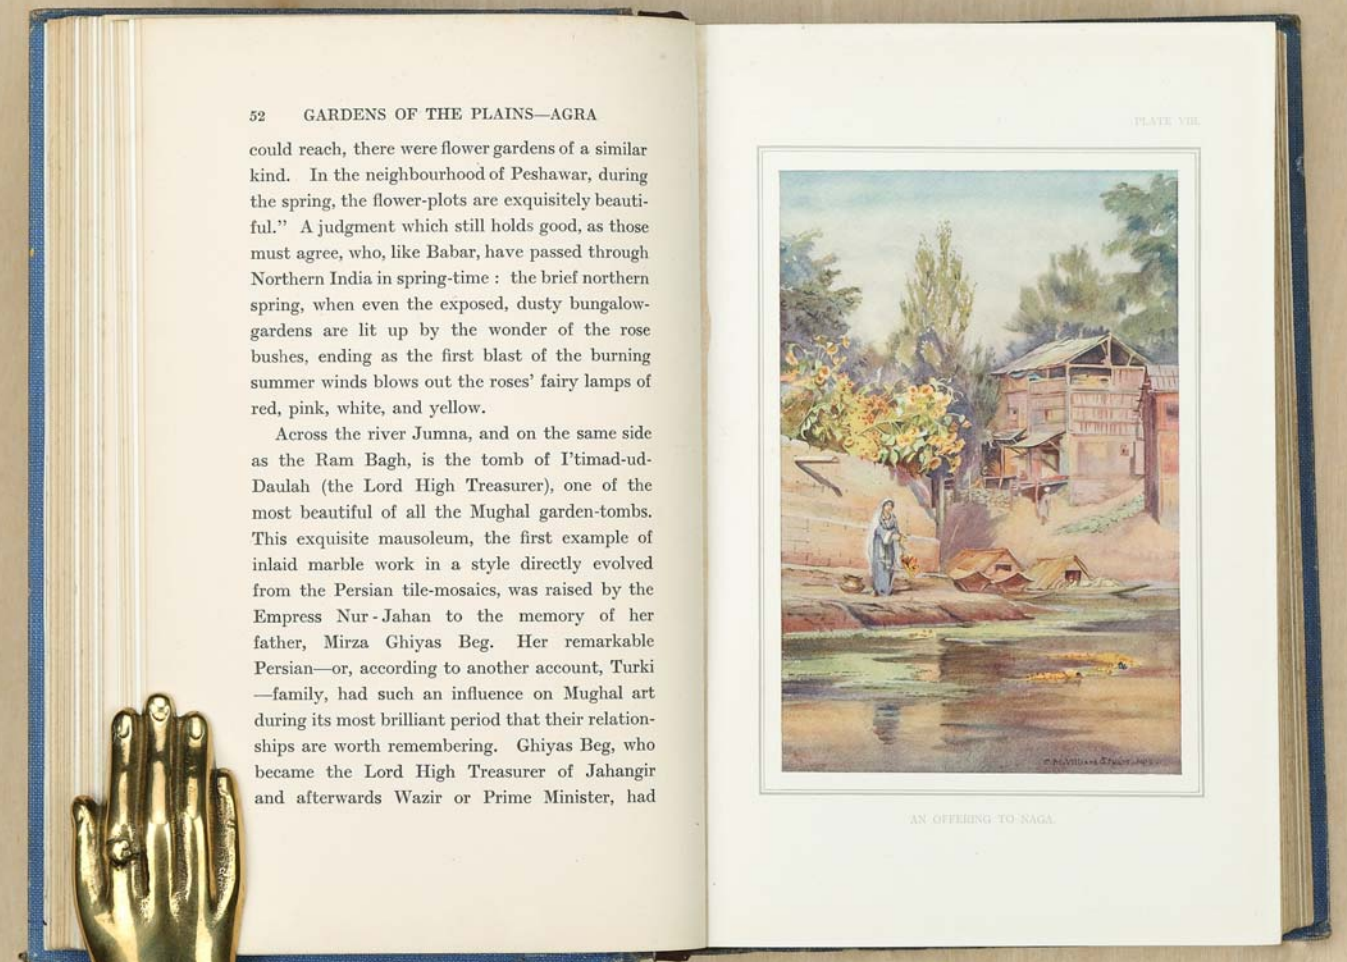 52 GARDENS OF THE PLAINS—AGRA
could reach, there were flower gardens of a similar
kind. In the neighbourhood of Peshawar, during
the spring, the flower-plots are exquisitely beauti-
ful.” A judgment which still holds good, as those
must agree, who, like Babar, have passed through
Northern India in spring-time : the brief northern
spring, when even the exposed, dusty bungalow-
gardens are lit up by the wonder of the rose
bushes, ending as the first blast of the burning
summer winds blows out the roses’ fairy lamps of
red, pink, white, and yellow.
Across the river Jumna, and on the same side
as the Ram Bagh, is the tomb of I’timad-ud-
Daulah (the Lord High Treasurer), one of the
most beautiful of all the Mughal garden-tombs.
This exquisite mausoleum, the first example of
inlaid marble work in a style directly evolved
from the Persian tile-mosaics, was raised by the
Empress Nur-Jahan to the memory of her
father, Mirza Ghiyas Beg. Her remarkable
Persian—or, according to another account, Turki
—family, had such an influence on Mughal art
during its most brilliant period that their relation-
ships are worth remembering. Ghiyas Beg, who
became the Lord High Treasurer of Jahangir
and afterwards Wazir or Prime Minister, had
PLATE VIII.
AN OFFERING TO NAGA.